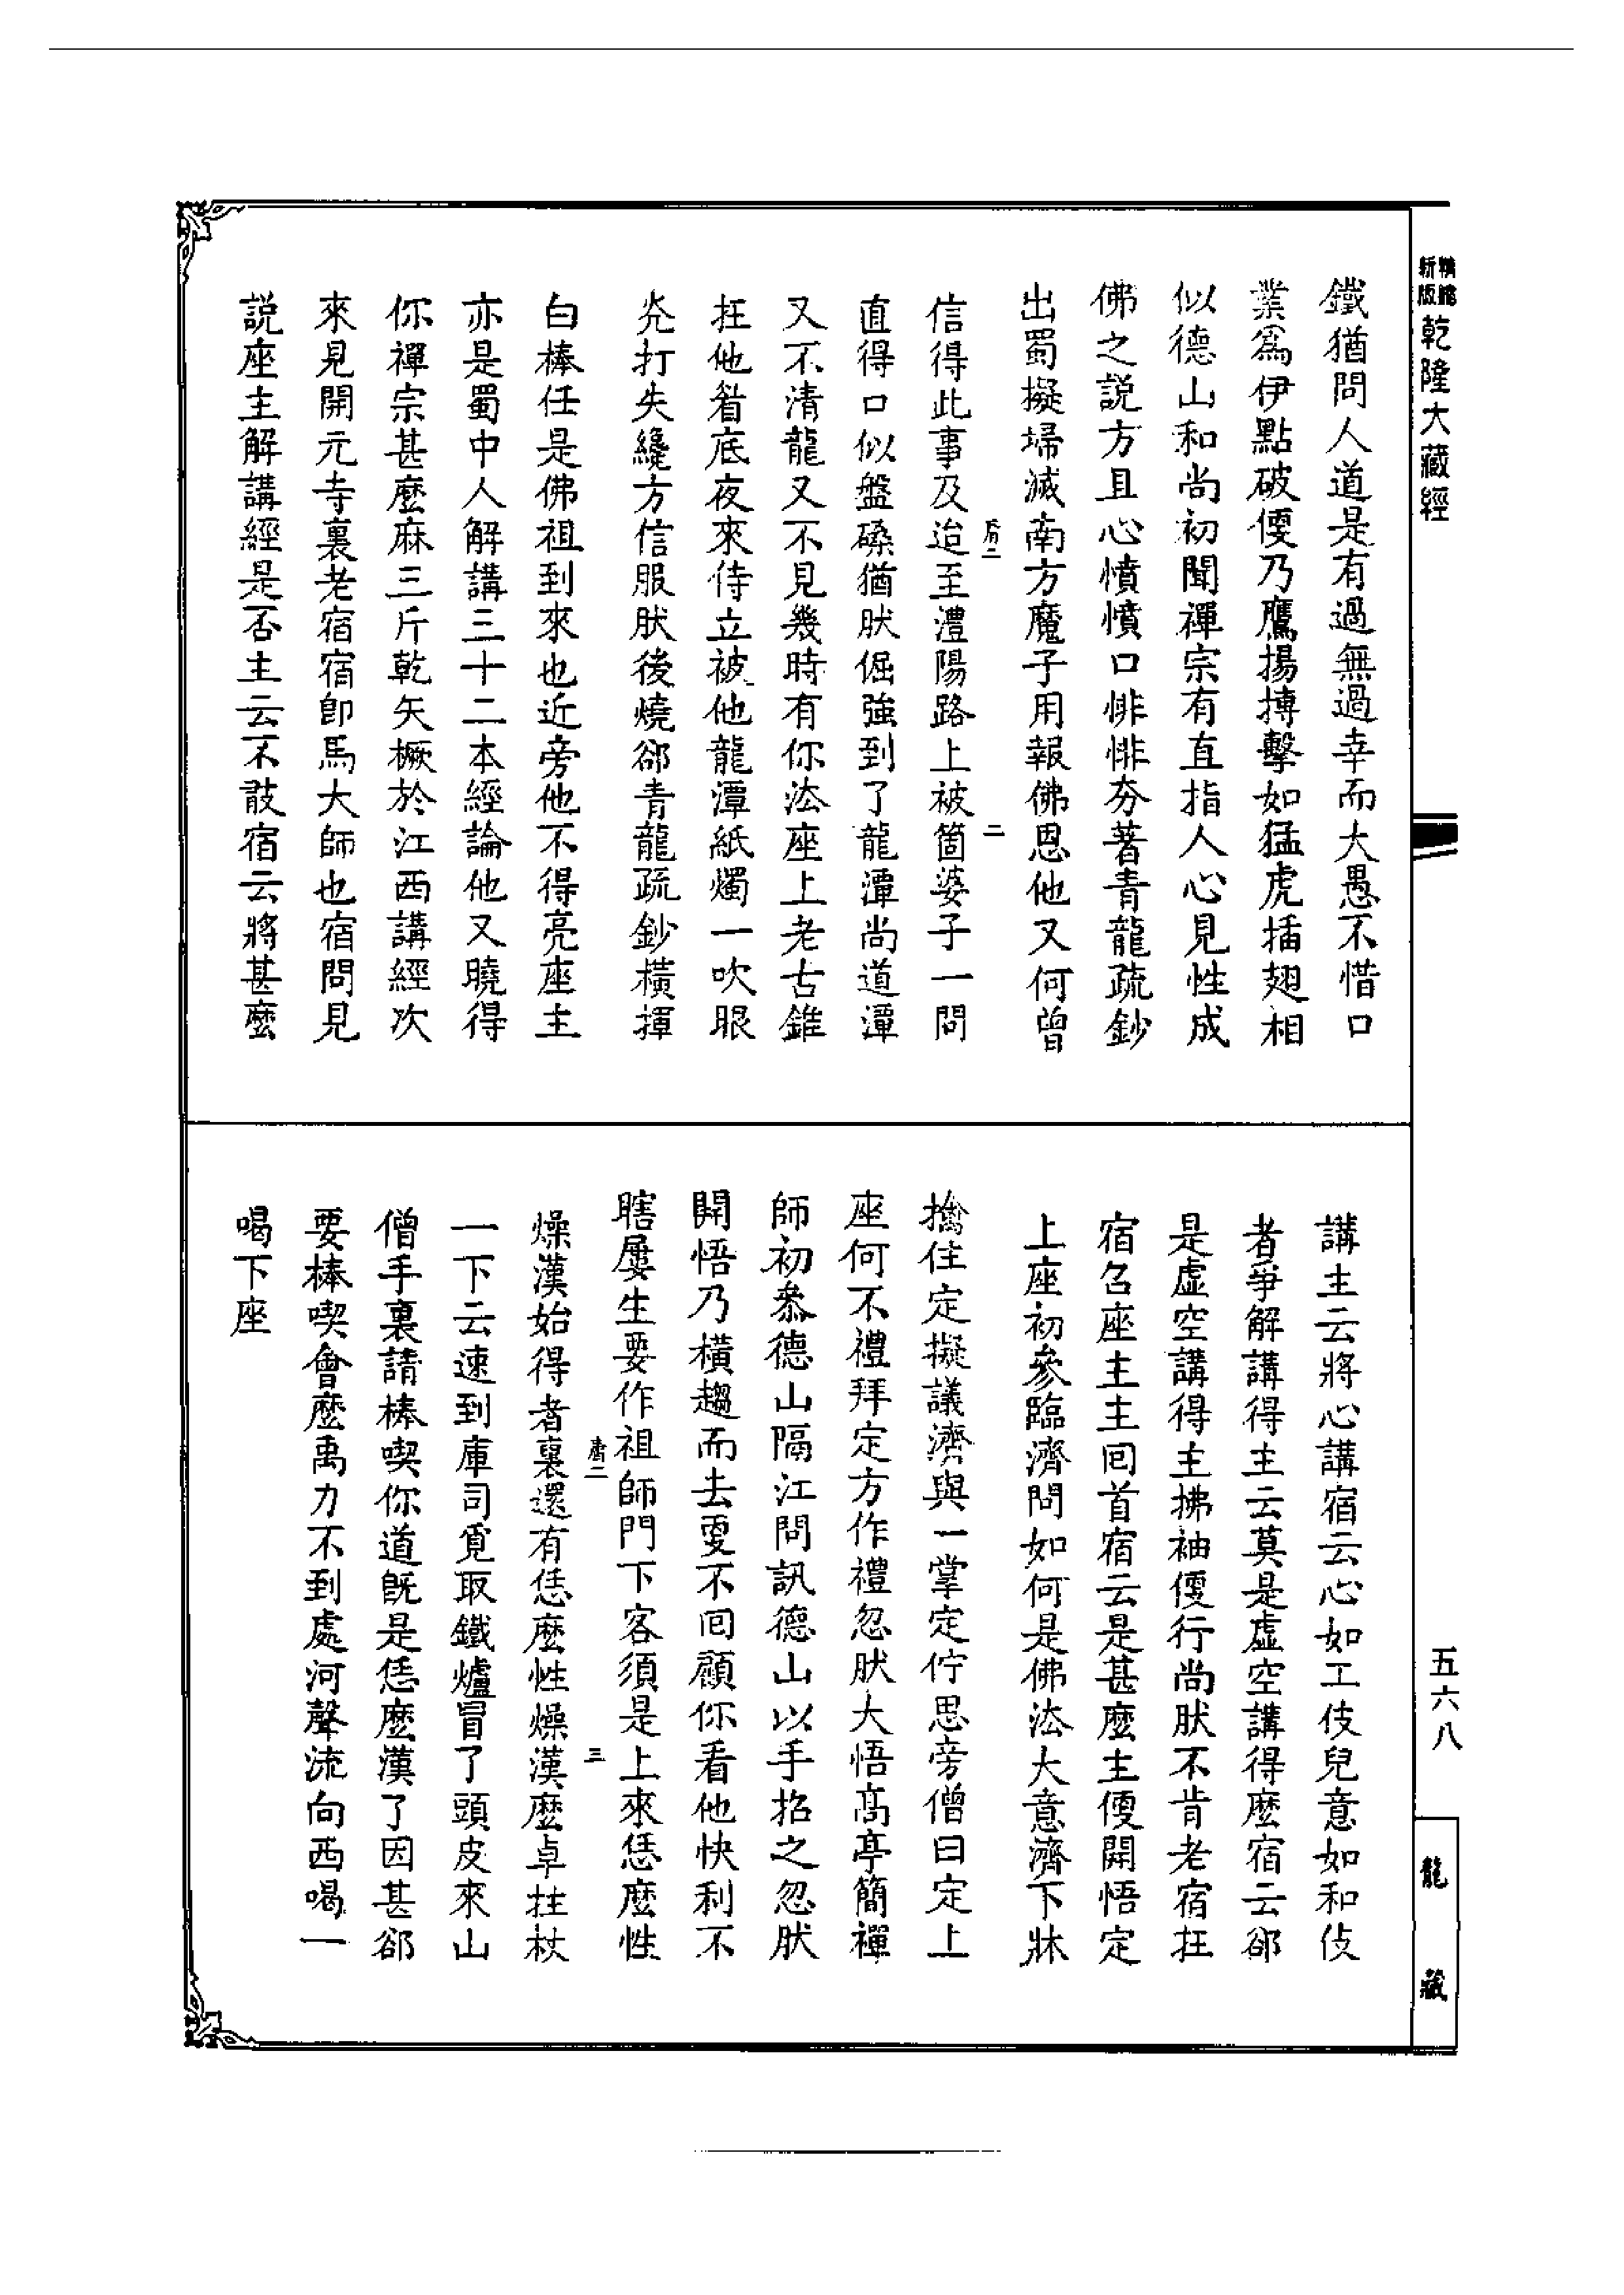 精縮新版乾隆大藏經
五六八
龍藏
鐵猶問人道是有過無過幸而大愚不惜口
業爲伊點破便乃鷹揚摶擊如猛虎插翅相
似德山和尚初聞禪宗有直指人心見性成
佛之説方且心憤憤口悱悱夯著青龍疏鈔
出蜀擬埽滅南方魔子用報佛恩他又何曾
信得此事及迨至澧陽路上被箇婆子一問
直得口似盤磉猶肰倔強到了龍潭尚道潭
又不清龍又不見幾時有你法座上老古錐
抂他㫺底夜來侍立被他龍潭紙燭一吹眼
光打失纔方信服肰後燒郤青龍疏鈔橫揮
白棒任是佛祖到來也近旁他不得亮座主
亦是蜀中人解講三十二本經論他又曉得
你禪宗甚麼麻三斤乾矢橛於江西講經次
來見開元寺裏老宿宿卽馬大師也宿問見
説座主解講經是否主云不敢宿云將甚麼
講主云將心講宿云心如工伎兒意如和伎
者爭解講得主云莫是虛空講得麼宿云郤
是虛空講得主拂袖便行尚肰不肯老宿抂
宿召座主主囘首宿云是甚麼主便開悟定
上座初參臨濟問如何是佛法大意濟下牀
擒住定擬議濟與一掌定佇思旁僧曰定上
座何不禮拜定方作禮忽肰大悟高亭簡禪
師初叅德山隔江問訊德山以手招之忽肰
開悟乃橫趨而去更不囘顧你看他快利不
瞎屢生要作祖師門下客須是上來恁麼性
燥漢始得者裏還有恁麼性燥漢麼卓拄杖
一下云速到庫司覓取鐵爐冒了頭皮來山
僧手裏請棒喫你道旣是恁麼漢了因甚郤
要棒喫會麼禹力不到處河聲流向西喝一
喝下座